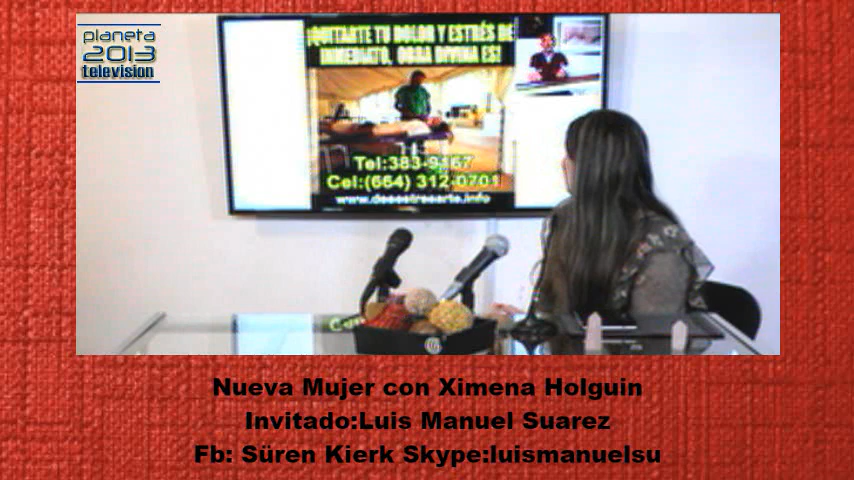 planeta
2013
television
¡QUITARTE TU DOLOR Y ESTRÉS DE
INMEDIATO, OBRA DIVINA ES!
Tel:383-9167
Cel:(664) 312-0701
www.desestresarte.info
Nueva Mujer con Ximena Holguin
Invitado:Luis Manuel Suarez
Fb: Süren Kierk Skype:luismanuelsu